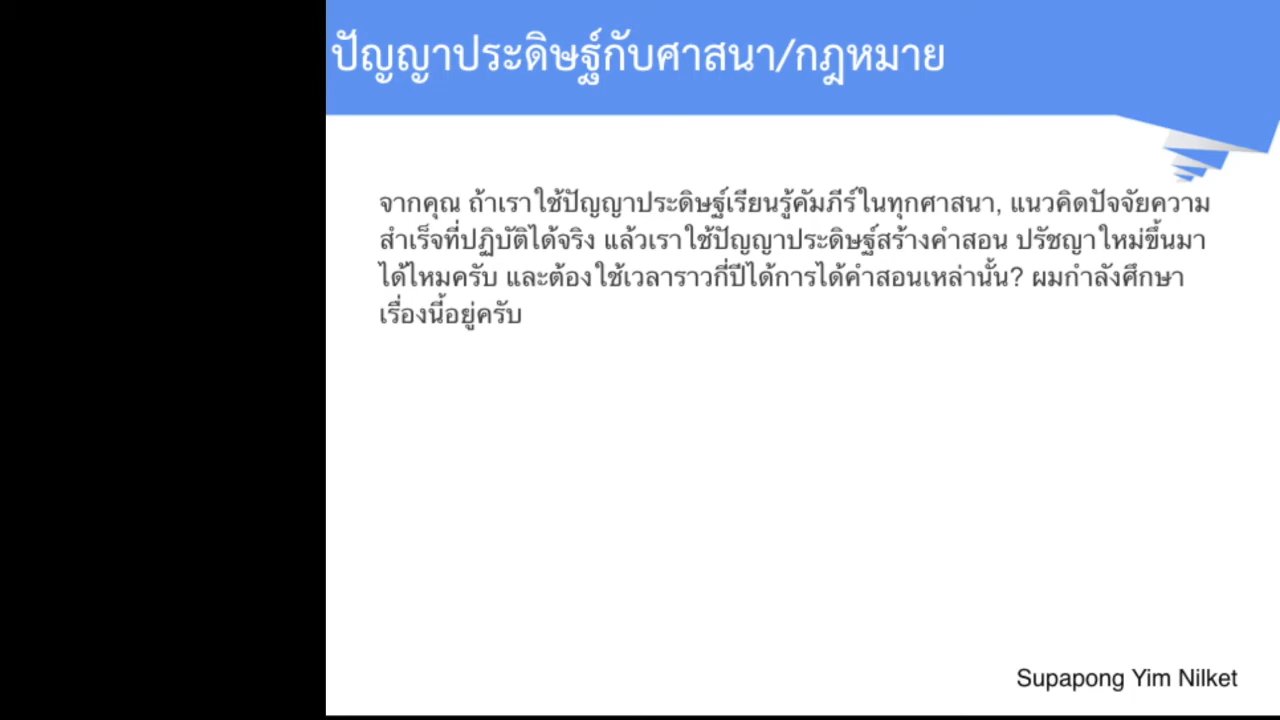 ปัญญาประดิษฐ์กับศาสนา/กฎหมาย
จากคุณ ถ้าเราใช้ปัญญาประดิษฐ์เรียนรู้คัมภีร์ในทุกศาสนา, แนวคิดปัจจัยความ
สำเร็จที่ปฏิบัติได้จริง แล้วเราใช้ปัญญาประดิษฐ์สร้างคำสอน ปรัชญาใหม่ขึ้นมา
ได้ไหมครับ และต้องใช้เวลาราวกี่ปีได้การได้คำสอนเหล่านั้น? ผมกำลังศึกษา
เรื่องนี้อยู่ครับ
Supapong Yim Nilket